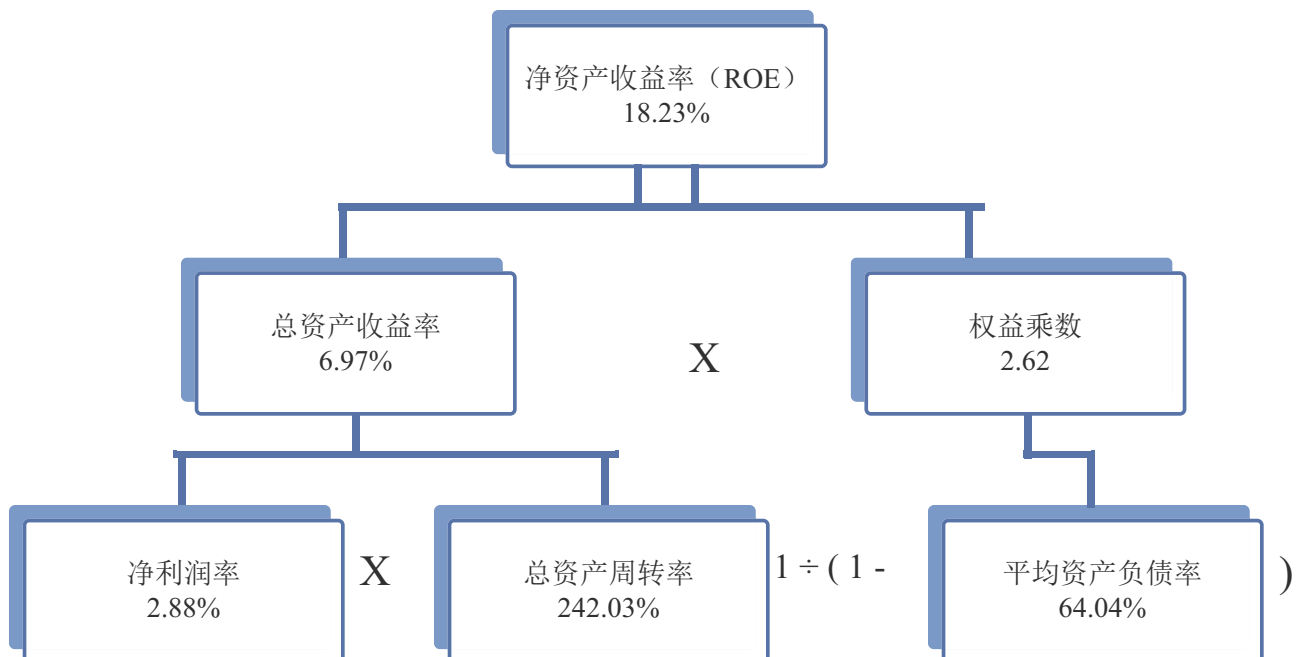 净资产收益率（ROE）
18.23%
总资产收益率
6.97%
X
权益乘数
2.62
净利润率
2.88%
X
总资产周转率
242.03%
1 ÷ ( 1 -
平均资产负债率
64.04%
)